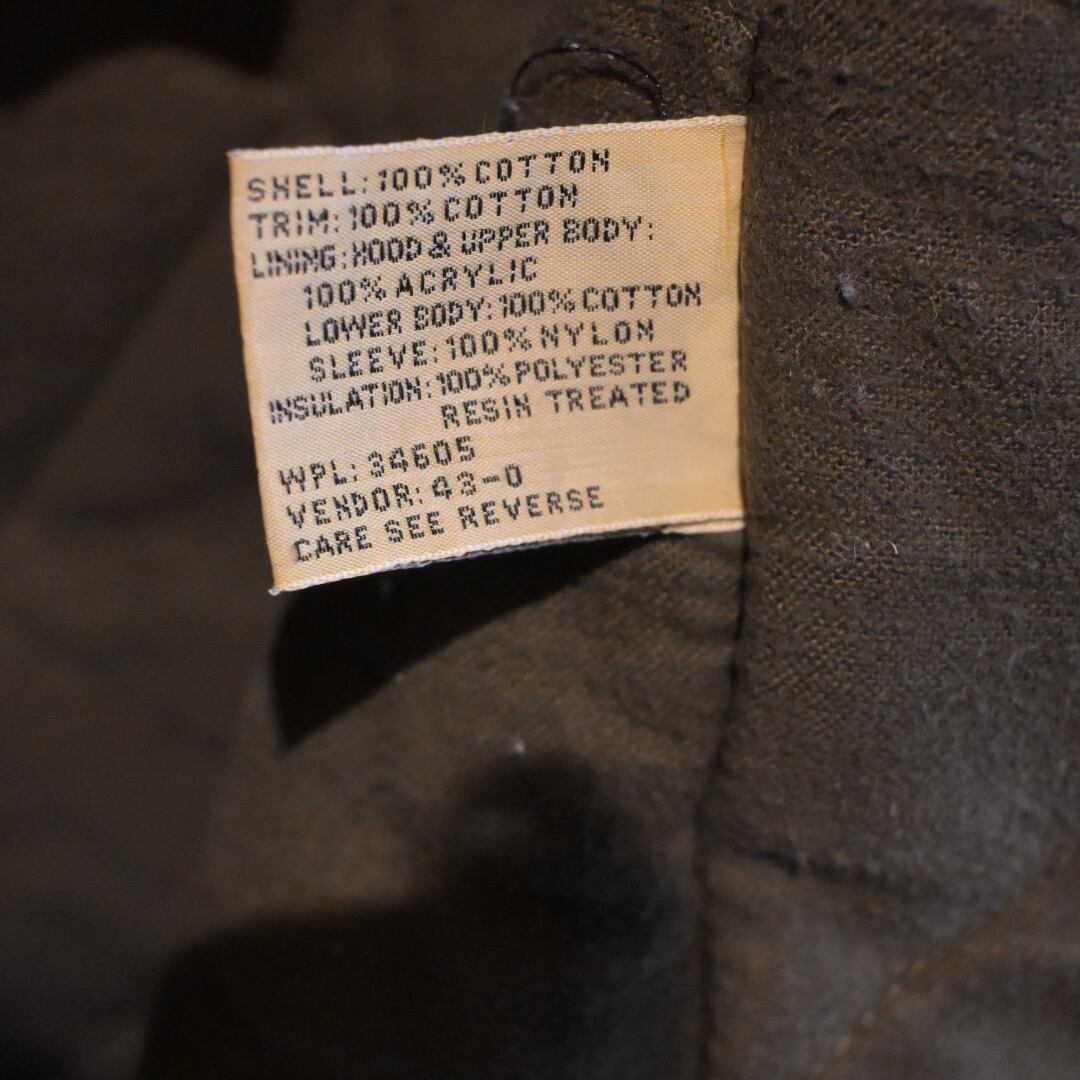 SHELL: 100% COTTON
TRIM: 100% COTTON
LINING: HOOD & UPPER BODY:
100% ACRYLIC
LOWER BODY: 100% COTTON
SLEEVE: 100% NYLON
INSULATION: 100% POLYESTER
RESIN TREATED
WPL: 34605
VENDOR: 43-0
CARE SEE REVERSE